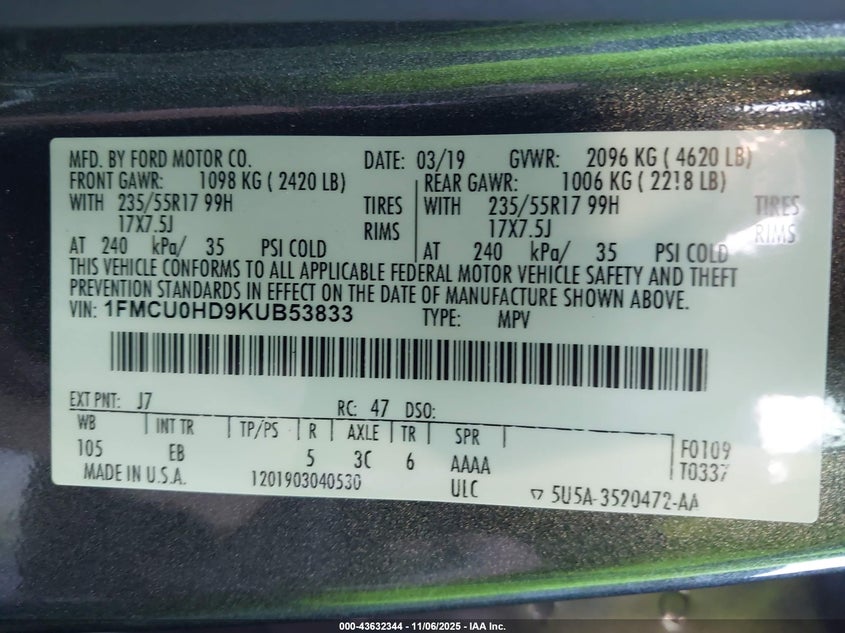 MFD. BY FORD MOTOR CO. DATE: 03/19 GVWR: 2096 KG ( 4620 LB)
FRONT GAWR: 1098 KG ( 2420 LB) REAR GAWR: 1006 KG ( 2218 LB)
WITH 235/55R17 99H TIRES WITH 235/55R17 99H TIRES
17X7.5J RIMS 17X7.5J RIMS
AT 240 kPa/ 35 PSI COLD AT 240 kPa/ 35 PSI COLD
THIS VEHICLE CONFORMS TO ALL APPLICABLE FEDERAL MOTOR VEHICLE SAFETY AND THEFT
PREVENTION STANDARDS IN EFFECT ON THE DATE OF MANUFACTURE SHOWN ABOVE.
VIN: 1FMCU0HD9KUB53833 TYPE: MPV
EXT PNT: J7 RC: 47 DSO:
WB INT TR TP/PS R AXLE TR SPR
105 EB 5 3C 6 AAAA F0109
T0337
MADE IN U.S.A. 1201903040530 ULC ▽ 5U5A-3520472-AA
000-43632344 - 11/06/2025 - IAA Inc.